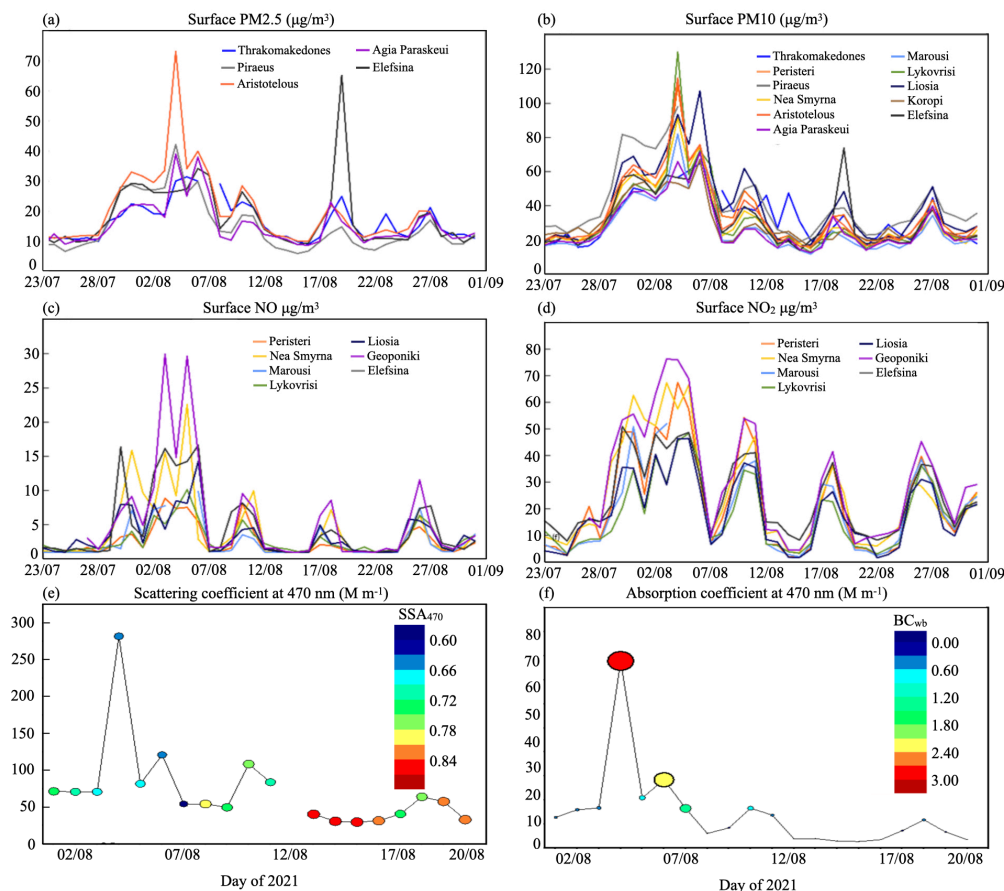 (a) Surface PM2.5 (μg/m³)
70
60
50
40
30
20
10
0
Thrakomakedones
Piraeus
Aristotelous
Agia Paraskeui
Elefsina
23/07 28/07 02/08 07/08 12/08 17/08 22/08 27/08 01/09
(b) Surface PM10 (μg/m³)
140
120
100
80
60
40
20
0
Thrakomakedones
Peristeri
Piraeus
Nea Smyrna
Aristotelous
Agia Paraskeui
Marousi
Lykovrisi
Liosia
Koropi
Elefsina
23/07 28/07 02/08 07/08 12/08 17/08 22/08 27/08 01/09
(c) Surface NO μg/m³
30
25
20
15
10
5
0
Peristeri
Nea Smyrna
Marousi
Lykovrisi
Liosia
Geoponiki
Elefsina
23/07 28/07 02/08 07/08 12/08 17/08 22/08 27/08 01/09
(d) Surface NO₂ μg/m³
90
80
70
60
50
40
30
20
10
0
(f)
Peristeri
Nea Smyrna
Marousi
Lykovrisi
Liosia
Geoponiki
Elefsina
23/07 28/07 02/08 07/08 12/08 17/08 22/08 27/08 01/09
(e) Scattering coefficient at 470 nm (M m⁻¹)
300
250
200
150
100
50
0
SSA₄₇₀
0.60
0.66
0.72
0.78
0.84
02/08 07/08 12/08 17/08 20/08
Day of 2021
(f) Absorption coefficient at 470 nm (M m⁻¹)
80
70
60
50
40
30
20
10
0
BCwb
0.00
0.60
1.20
1.80
2.40
3.00
02/08 07/08 12/08 17/08 20/08
Day of 2021